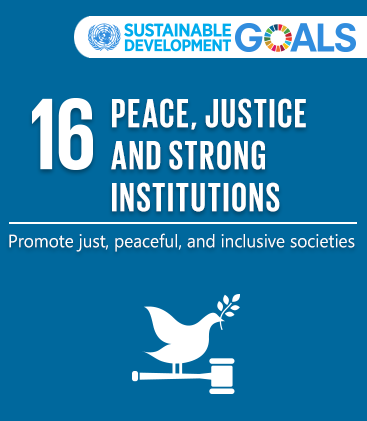 SUSTAINABLE
DEVELOPMENT GOALS
16 PEACE, JUSTICE
AND STRONG
INSTITUTIONS
Promote just, peaceful, and inclusive societies